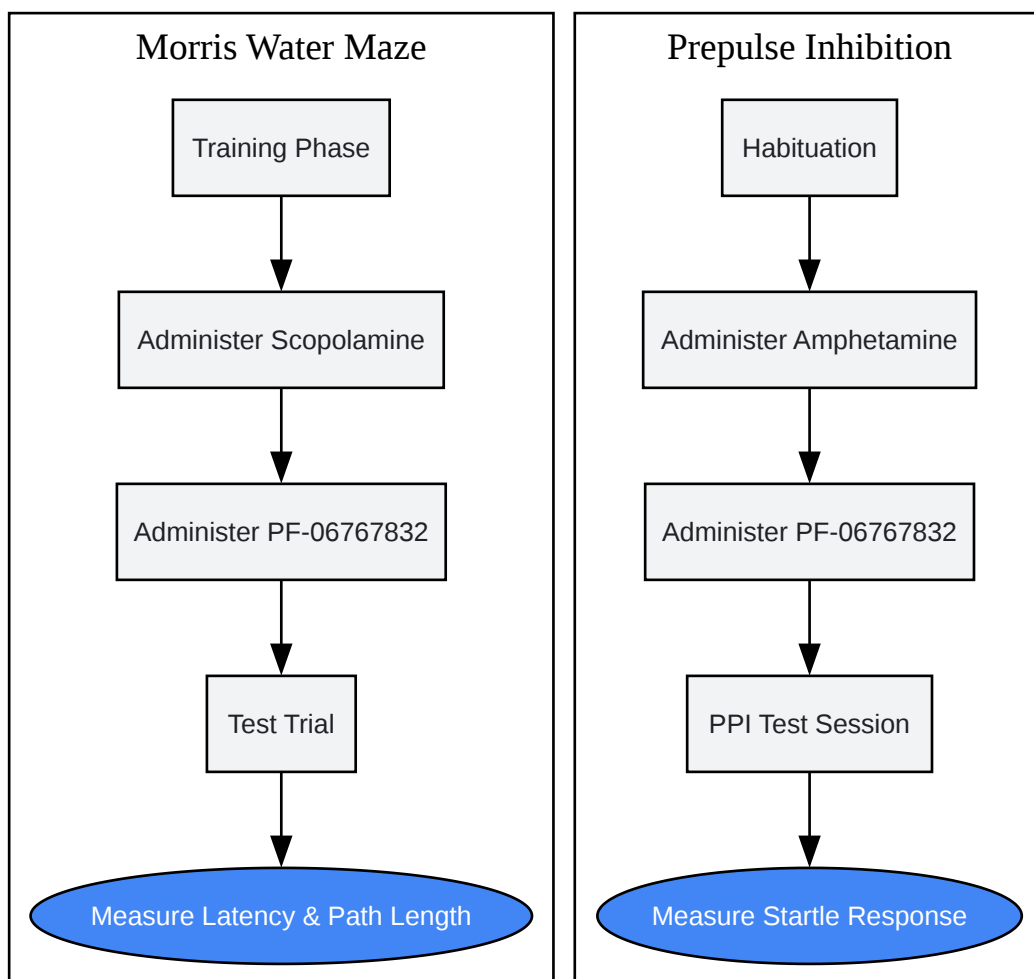 Morris Water Maze
Training Phase
Administer Scopolamine
Administer PF-06767832
Test Trial
Measure Latency & Path Length
Prepulse Inhibition
Habituation
Administer Amphetamine
Administer PF-06767832
PPI Test Session
Measure Startle Response